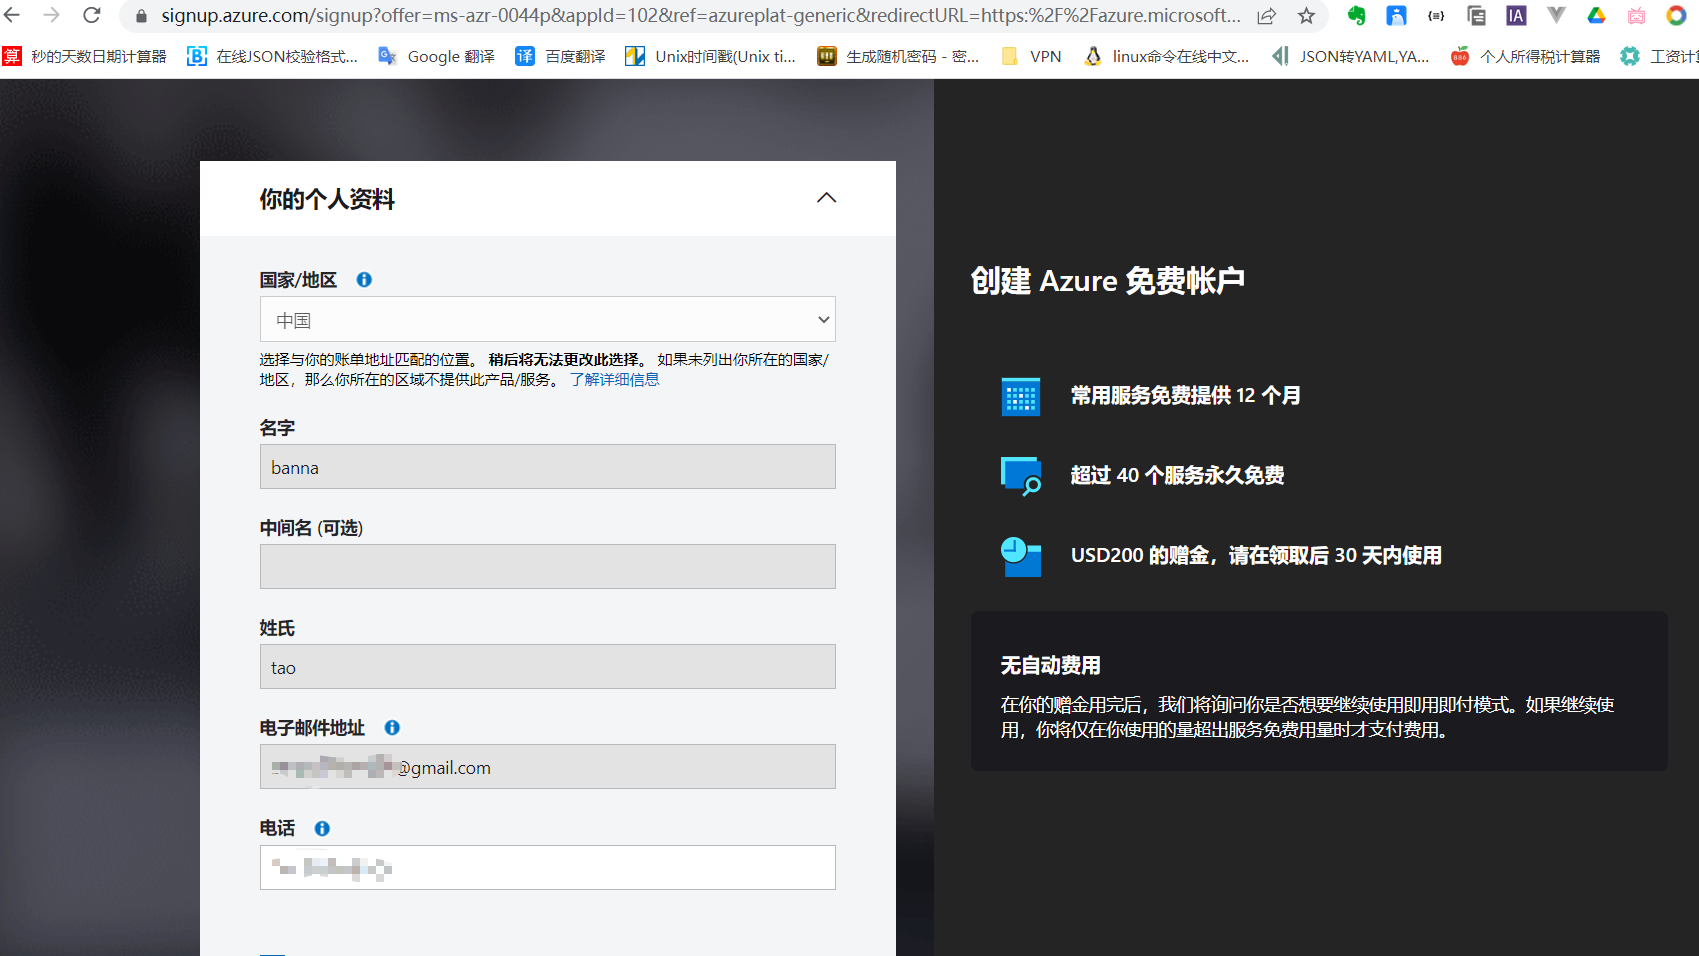 signup.azure.com/signup?offer=ms-azr-0044p&appId=102&ref=azureplat-generic&redirectURL=https:%2F%2Fazure.microsoft...
IA
算 秒的天数日期计算器 在线JSON校验格式... Google 翻译 译 百度翻译 Unix时间戳(Unix ti... 生成随机密码 - 密... VPN linux命令在线中文... JSON转YAML,YA... 个人所得税计算器 工资计
你的个人资料
国家/地区
中国
选择与你的账单地址匹配的位置。 稍后将无法更改此选择。 如果未列出你所在的国家/
地区，那么你所在的区域不提供此产品/服务。 了解详细信息
名字
banna
中间名 (可选)
姓氏
tao
电子邮件地址
@gmail.com
电话
创建 Azure 免费帐户
常用服务免费提供 12 个月
超过 40 个服务永久免费
USD200 的赠金，请在领取后 30 天内使用
无自动费用
在你的赠金用完后，我们将询问你是否想要继续使用即用即付模式。如果继续使
用，你将仅在你使用的量超出服务免费用量时才支付费用。